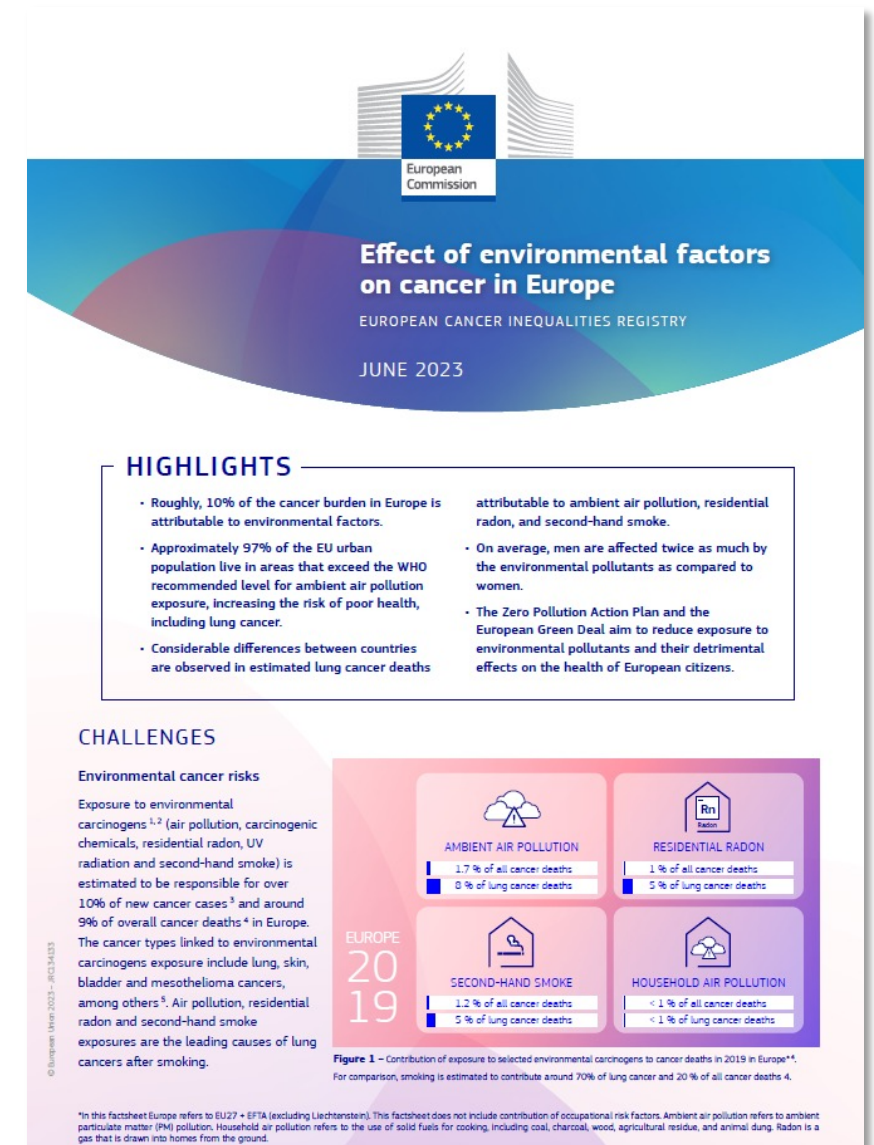 European
Commission
Effect of environmental factors
on cancer in Europe
EUROPEAN CANCER INEQUALITIES REGISTRY
JUNE 2023
HIGHLIGHTS
• Roughly, 10% of the cancer burden in Europe is
attributable to environmental factors.
• Approximately 97% of the EU urban
population live in areas that exceed the WHO
recommended level for ambient air pollution
exposure, increasing the risk of poor health,
including lung cancer.
• Considerable differences between countries
are observed in estimated lung cancer deaths
attributable to ambient air pollution, residential
radon, and second-hand smoke.
• On average, men are affected twice as much by
the environmental pollutants as compared to
women.
• The Zero Pollution Action Plan and the
European Green Deal aim to reduce exposure to
environmental pollutants and their detrimental
effects on the health of European citizens.
CHALLENGES
Environmental cancer risks
Exposure to environmental
carcinogens 1, 2 (air pollution, carcinogenic
chemicals, residential radon, UV
radiation and second-hand smoke) is
estimated to be responsible for over
10% of new cancer cases 3 and around
9% of overall cancer deaths 4 in Europe.
The cancer types linked to environmental
carcinogens exposure include lung, skin,
bladder and mesothelioma cancers,
among others 5. Air pollution, residential
radon and second-hand smoke
exposures are the leading causes of lung
cancers after smoking.
EUROPE
20
19
AMBIENT AIR POLLUTION
1.7 % of all cancer deaths
8 % of lung cancer deaths
Rn
Radon
RESIDENTIAL RADON
1 % of all cancer deaths
5 % of lung cancer deaths
SECOND-HAND SMOKE
1.2 % of all cancer deaths
5 % of lung cancer deaths
HOUSEHOLD AIR POLLUTION
< 1 % of all cancer deaths
< 1 % of lung cancer deaths
Figure 1 – Contribution of exposure to selected environmental carcinogens to cancer deaths in 2019 in Europe*4.
For comparison, smoking is estimated to contribute around 70% of lung cancer and 20 % of all cancer deaths 4.
*In this factsheet Europe refers to EU27 + EFTA (excluding Liechtenstein). This factsheet does not include contribution of occupational risk factors. Ambient air pollution refers to ambient
particulate matter (PM) pollution. Household air pollution refers to the use of solid fuels for cooking, including coal, charcoal, wood, agricultural residue, and animal dung. Radon is a
gas that is drawn into homes from the ground.
© European Union 2023 – JRC134133